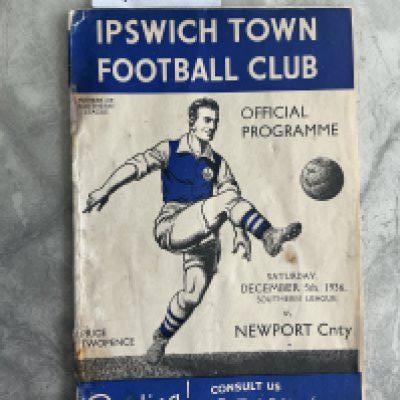 IPSWICH TOWN
FOOTBALL CLUB
OFFICIAL
PROGRAMME
SATURDAY,
DECEMBER 5th, 1936.
SOUTHERN LEAGUE
v.
NEWPORT Cnty
PRICE
TWOPENCE
CONSULT US